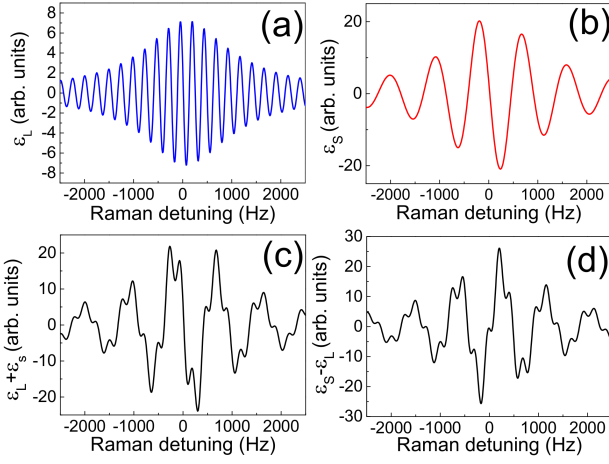 (a)
8
6
4
2
0
-2
-4
-6
-8
ε_L (arb. units)
-2000 -1000 0 1000 2000
Raman detuning (Hz)
(b)
20
0
-20
ε_S (arb. units)
-2000 -1000 0 1000 2000
Raman detuning (Hz)
(c)
20
10
0
-10
-20
ε_L+ε_s (arb. units)
-2000 -1000 0 1000 2000
Raman detuning (Hz)
(d)
30
20
10
0
-10
-20
-30
ε_S-ε_L (arb. units)
-2000 -1000 0 1000 2000
Raman detuning (Hz)